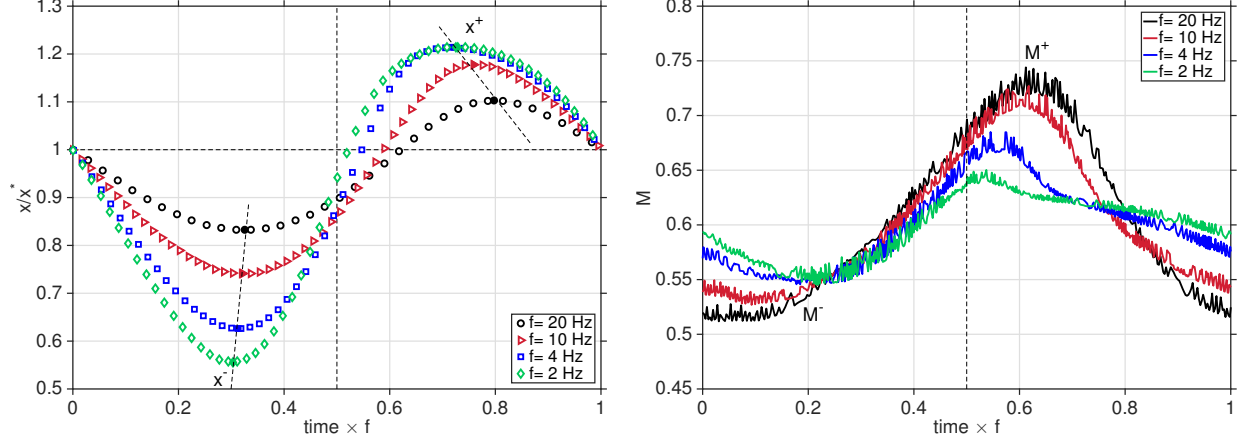 1.3
1.2
1.1
1
0.9
0.8
0.7
0.6
0.5
x/x*
x+
x-
f= 20 Hz
f= 10 Hz
f= 4 Hz
f= 2 Hz
0 0.2 0.4 0.6 0.8 1
time × f
0.8
0.75
0.7
0.65
0.6
0.55
0.5
0.45
M
M+
M-
f= 20 Hz
f= 10 Hz
f= 4 Hz
f= 2 Hz
0 0.2 0.4 0.6 0.8 1
time × f